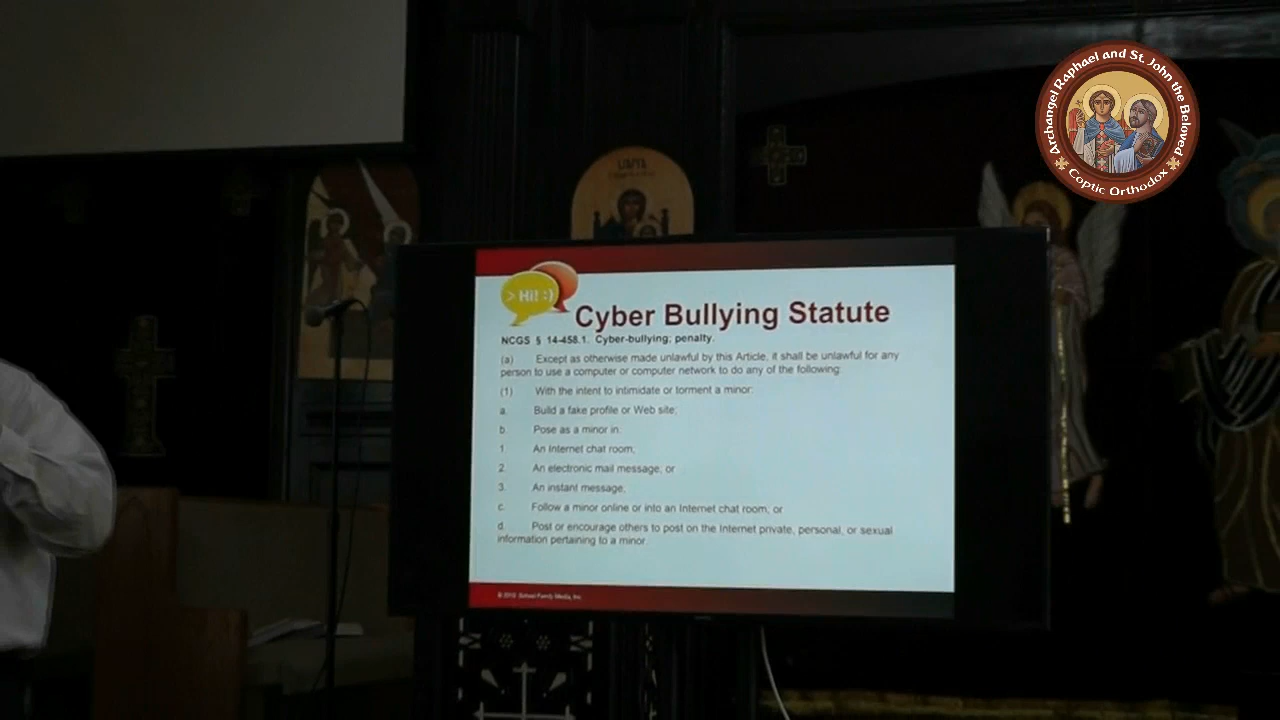 Archangel Raphael and St. John the Beloved
Coptic Orthodox
> Hi! :)
Cyber Bullying Statute
NCGS § 14-458.1. Cyber-bullying; penalty.
(a) Except as otherwise made unlawful by this Article, it shall be unlawful for any
person to use a computer or computer network to do any of the following:
(1) With the intent to intimidate or torment a minor:
a. Build a fake profile or Web site;
b. Pose as a minor in:
1. An Internet chat room;
2. An electronic mail message; or
3. An instant message;
c. Follow a minor online or into an Internet chat room; or
d. Post or encourage others to post on the Internet private, personal, or sexual
information pertaining to a minor.
© 2010 School Family Media, Inc.